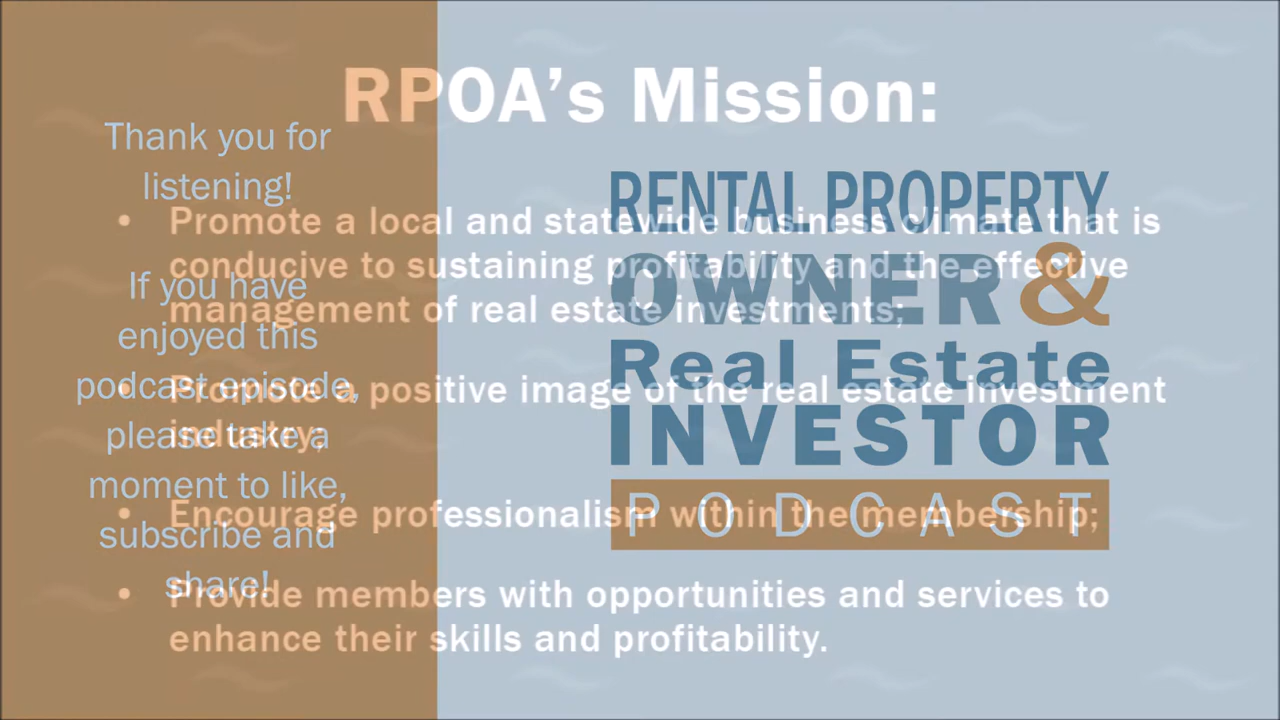 RPOA's Mission:
• Promote a local and statewide business climate that is
conducive to sustaining profitability and the effective
management of real estate investments;
• Promote a positive image of the real estate investment
industry;
• Encourage professionalism within the membership;
• Provide members with opportunities and services to
enhance their skills and profitability.
Thank you for
listening!
If you have
enjoyed this
podcast episode,
please take a
moment to like,
subscribe and
share!
RENTAL PROPERTY
OWNER &
Real Estate
INVESTOR
PODCAST